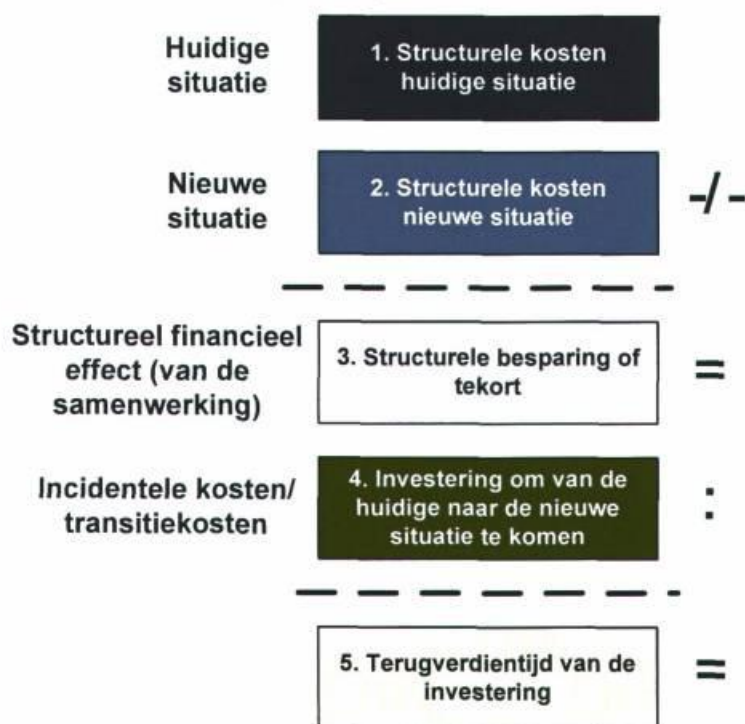 Huidige
situatie
1. Structurele kosten
huidige situatie
Nieuwe
situatie
2. Structurele kosten
nieuwe situatie
-/-
Structureel financieel
effect (van de
samenwerking)
3. Structurele besparing of
tekort
=
Incidentele kosten/
transitiekosten
4. Investering om van de
huidige naar de nieuwe
situatie te komen
:
5. Terugverdientijd van de
investering
=